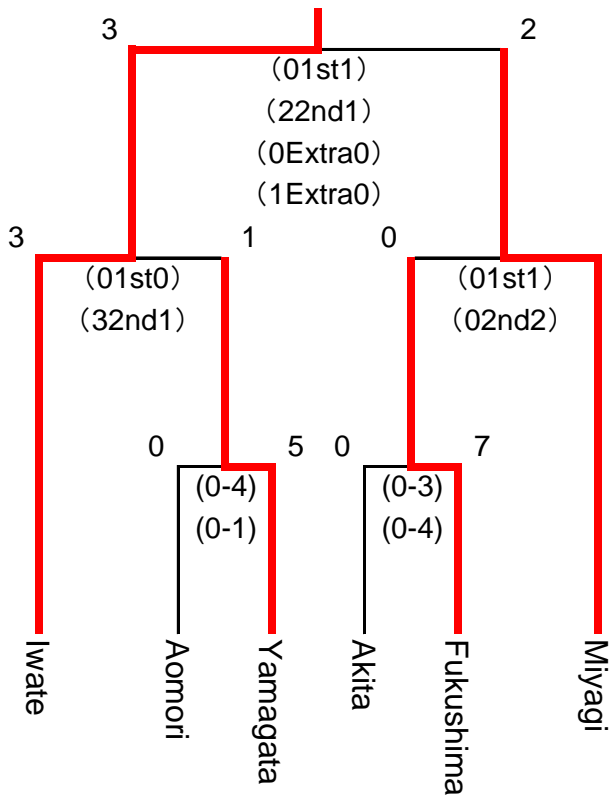 3 2
（01st1）
（22nd1）
（0Extra0）
（1Extra0）
3 1 0
（01st0） （01st1）
（32nd1） （02nd2）
0 5 0 7
(0-4) (0-3)
(0-1) (0-4)
Iwate
Aomori
Yamagata
Akita
Fukushima
Miyagi